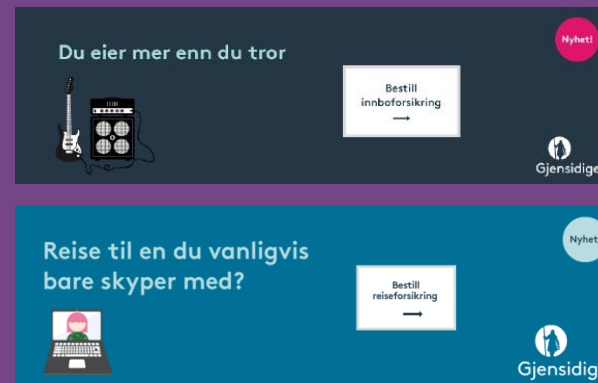 Du eier mer enn du tror
Nyhet!
Bestill
innboforsikring
Gjensidige
Reise til en du vanligvis
bare skyper med?
Nyhet
Bestill
reiseforsikring
Gjensidig